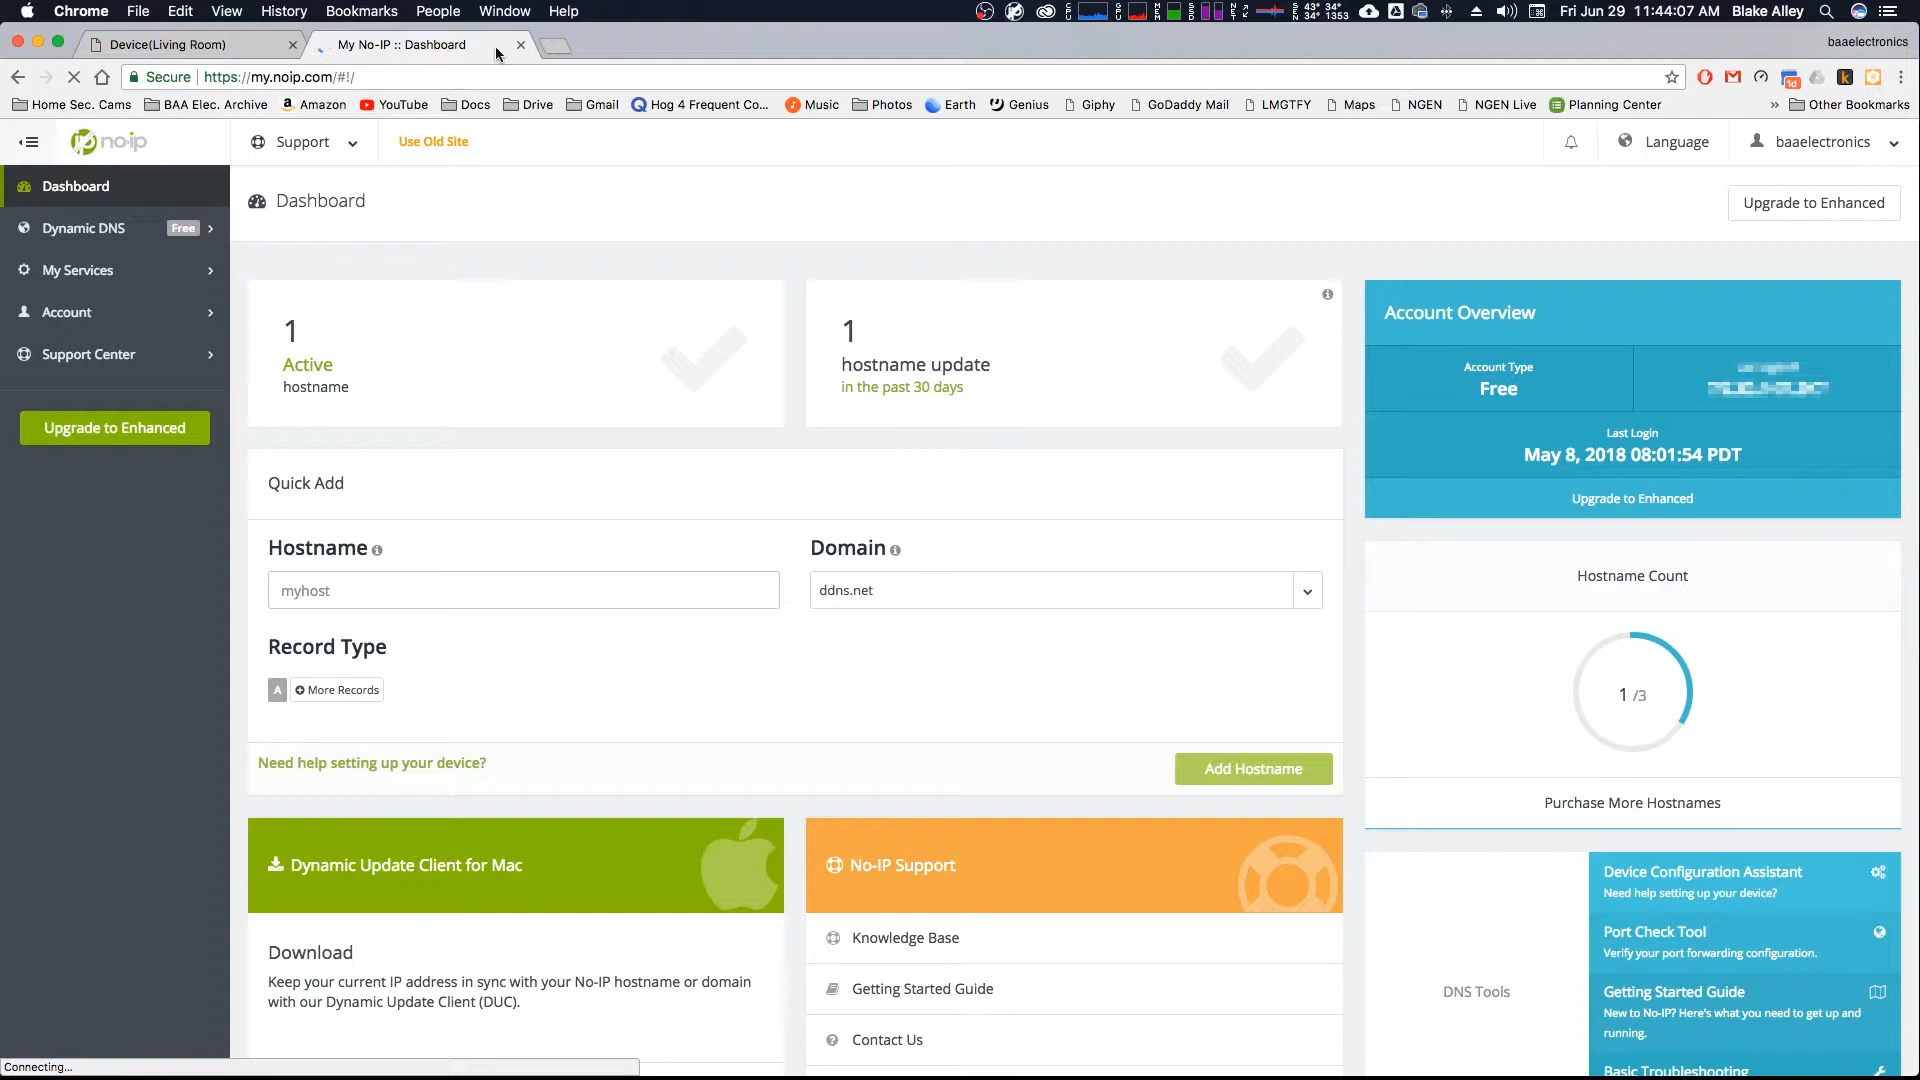 Chrome File Edit View History Bookmarks People Window Help
43° 34° 34° 1353 Fri Jun 29 11:44:07 AM Blake Alley
Device(Living Room) My No-IP :: Dashboard baaelectronics
Secure https://my.noip.com/#!/
1d
Home Sec. Cams BAA Elec. Archive Amazon YouTube Docs Drive Gmail Hog 4 Frequent Co... Music Photos Earth Genius Giphy GoDaddy Mail LMGTFY Maps NGEN NGEN Live Planning Center » Other Bookmarks
no-ip Support Use Old Site Language baaelectronics
Dashboard
Dynamic DNS Free
My Services
Account
Support Center
Upgrade to Enhanced
Dashboard
Upgrade to Enhanced
1
Active
hostname
1
hostname update
in the past 30 days
Account Overview
Account Type
Free
Last Login
May 8, 2018 08:01:54 PDT
Upgrade to Enhanced
Quick Add
Hostname
myhost
Domain
ddns.net
Record Type
A More Records
Need help setting up your device?
Add Hostname
Hostname Count
1 /3
Purchase More Hostnames
Dynamic Update Client for Mac
Download
Keep your current IP address in sync with your No-IP hostname or domain
with our Dynamic Update Client (DUC).
No-IP Support
Knowledge Base
Getting Started Guide
Contact Us
DNS Tools
Device Configuration Assistant
Need help setting up your device?
Port Check Tool
Verify your port forwarding configuration.
Getting Started Guide
New to No-IP? Here's what you need to get up and
running.
Basic Troubleshooting
Connecting...